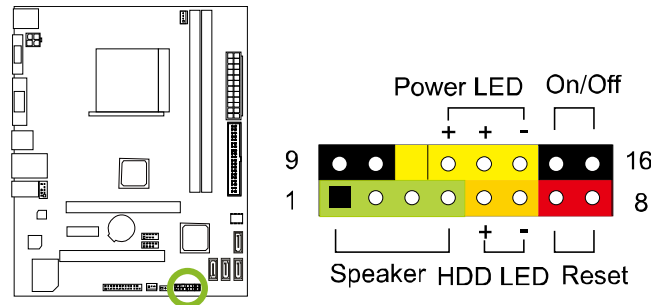 Power LED On/Off
+ + -
9 16
1 8
+ -
Speaker HDD LED Reset